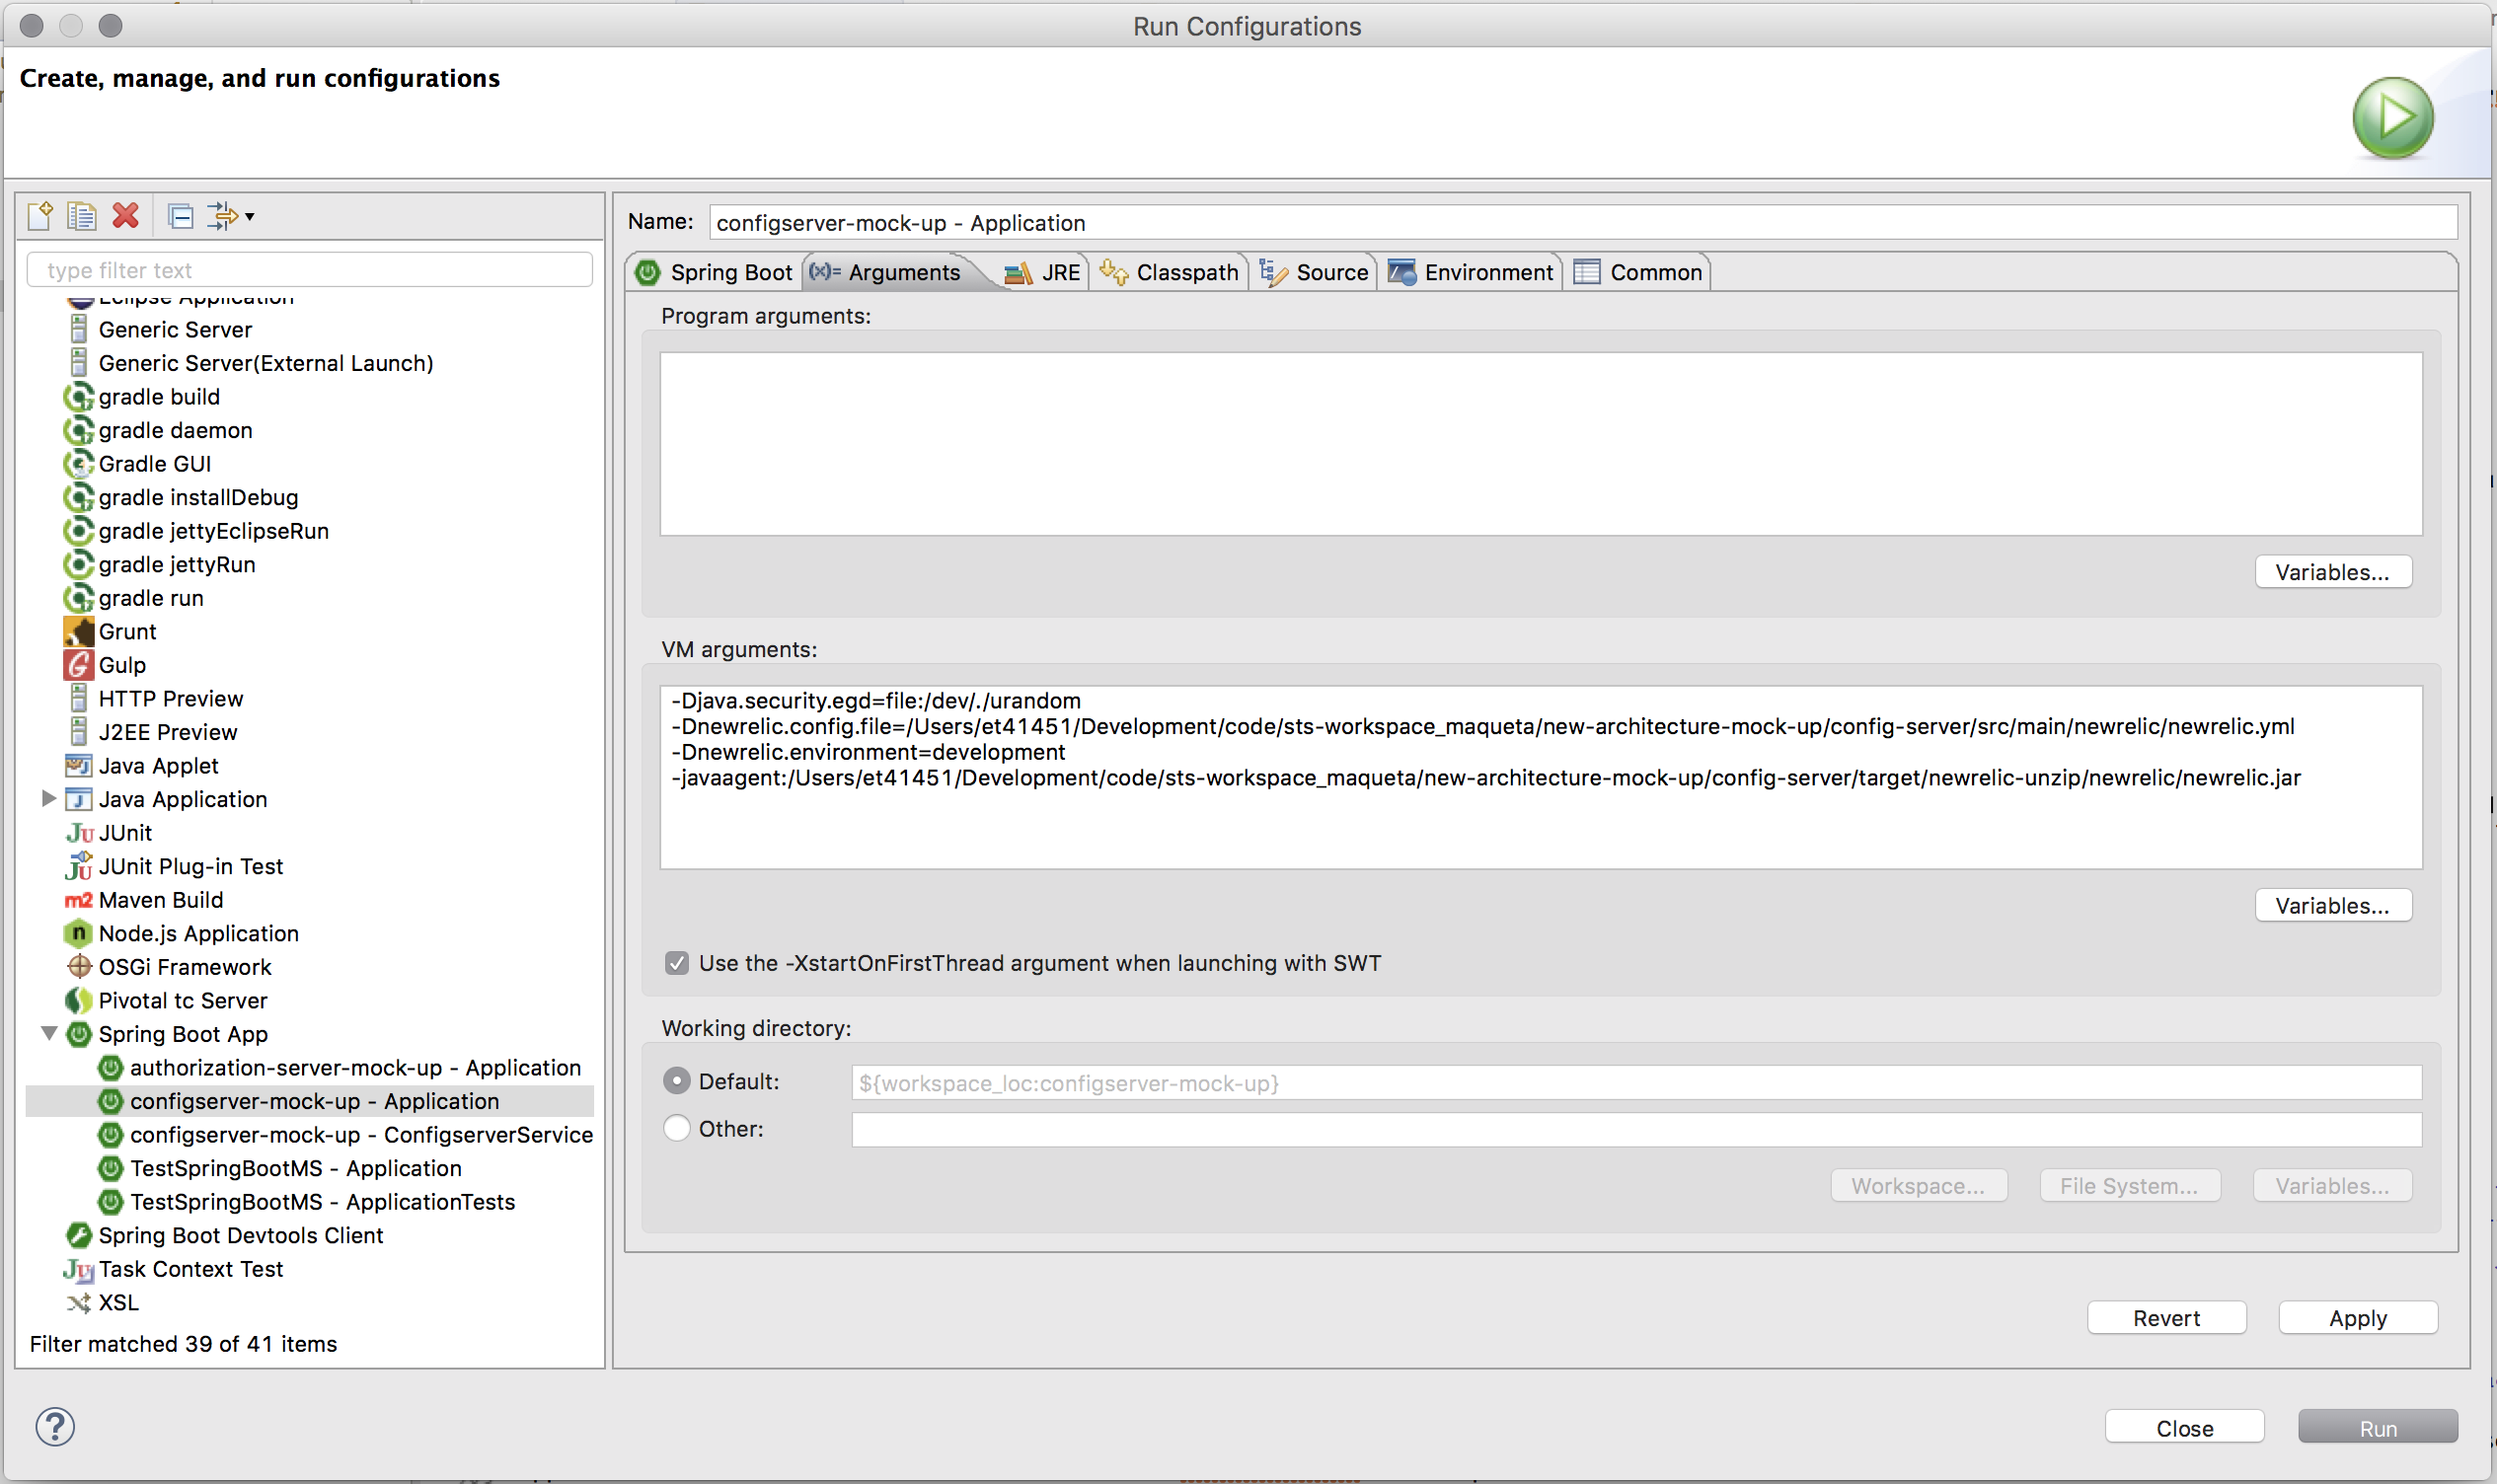 Run Configurations
Create, manage, and run configurations
type filter text
Eclipse Application
Generic Server
Generic Server(External Launch)
gradle build
gradle daemon
Gradle GUI
gradle installDebug
gradle jettyEclipseRun
gradle jettyRun
gradle run
Grunt
Gulp
HTTP Preview
J2EE Preview
Java Applet
Java Application
JUnit
JUnit Plug-in Test
Maven Build
Node.js Application
OSGi Framework
Pivotal tc Server
Spring Boot App
authorization-server-mock-up - Application
configserver-mock-up - Application
configserver-mock-up - ConfigserverService
TestSpringBootMS - Application
TestSpringBootMS - ApplicationTests
Spring Boot Devtools Client
Task Context Test
XSL
Filter matched 39 of 41 items
Name: configserver-mock-up - Application
Spring Boot (x)= Arguments JRE Classpath Source Environment Common
Program arguments:
Variables...
VM arguments:
-Djava.security.egd=file:/dev/./urandom
-Dnewrelic.config.file=/Users/et41451/Development/code/sts-workspace_maqueta/new-architecture-mock-up/config-server/src/main/newrelic/newrelic.yml
-Dnewrelic.environment=development
-javaagent:/Users/et41451/Development/code/sts-workspace_maqueta/new-architecture-mock-up/config-server/target/newrelic-unzip/newrelic/newrelic.jar
Variables...
Use the -XstartOnFirstThread argument when launching with SWT
Working directory:
Default: ${workspace_loc:configserver-mock-up}
Other:
Workspace... File System... Variables...
Revert Apply
? Close Run